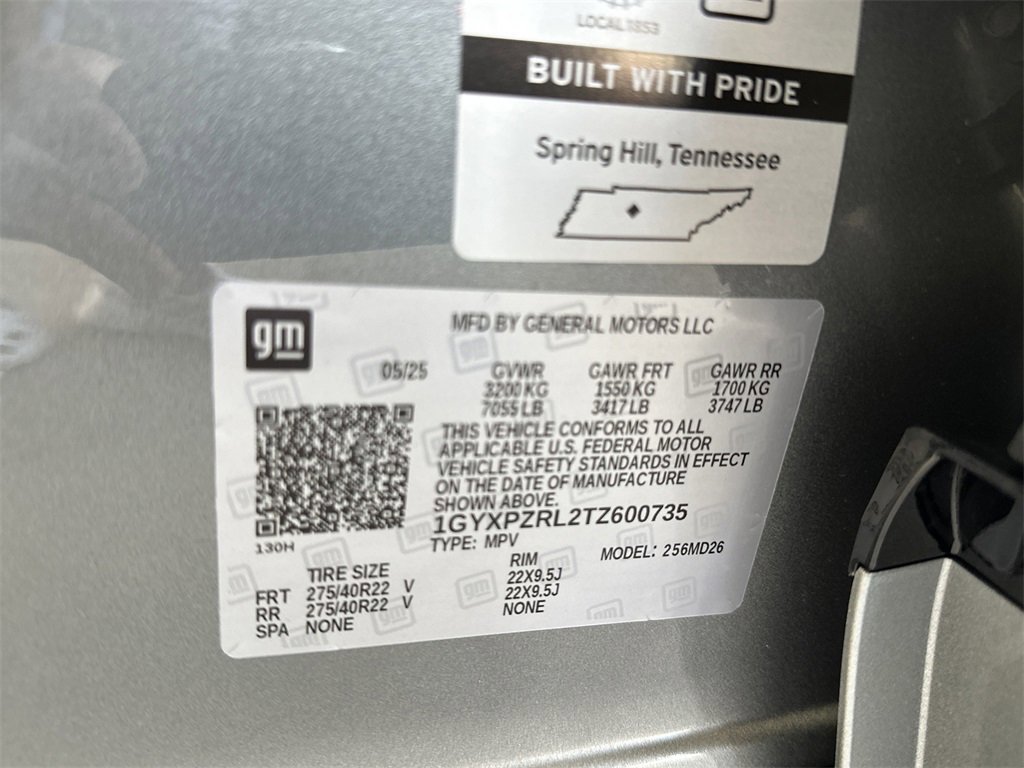 LOCAL 1853
BUILT WITH PRIDE
Spring Hill, Tennessee
gm
MFD BY GENERAL MOTORS LLC
05/25 GVWR GAWR FRT GAWR RR
3200 KG 1550 KG 1700 KG
7055 LB 3417 LB 3747 LB
THIS VEHICLE CONFORMS TO ALL
APPLICABLE U.S. FEDERAL MOTOR
VEHICLE SAFETY STANDARDS IN EFFECT
ON THE DATE OF MANUFACTURE
SHOWN ABOVE.
1GYXPZRL2TZ600735
130H
TYPE: MPV MODEL: 256MD26
TIRE SIZE RIM
FRT 275/40R22 V 22X9.5J
RR 275/40R22 V 22X9.5J
SPA NONE NONE